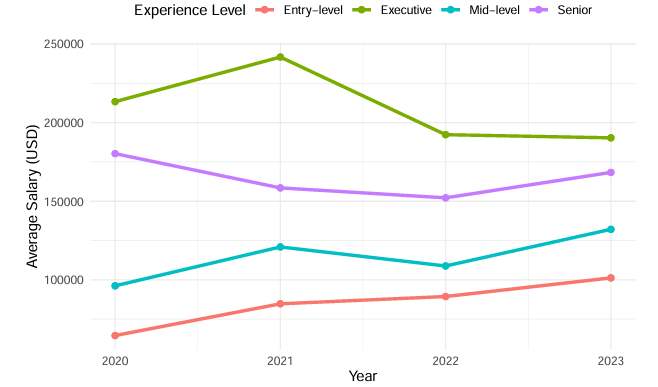 Experience Level Entry-level Executive Mid-level Senior
250000
200000
150000
100000
Average Salary (USD)
2020 2021 2022 2023
Year